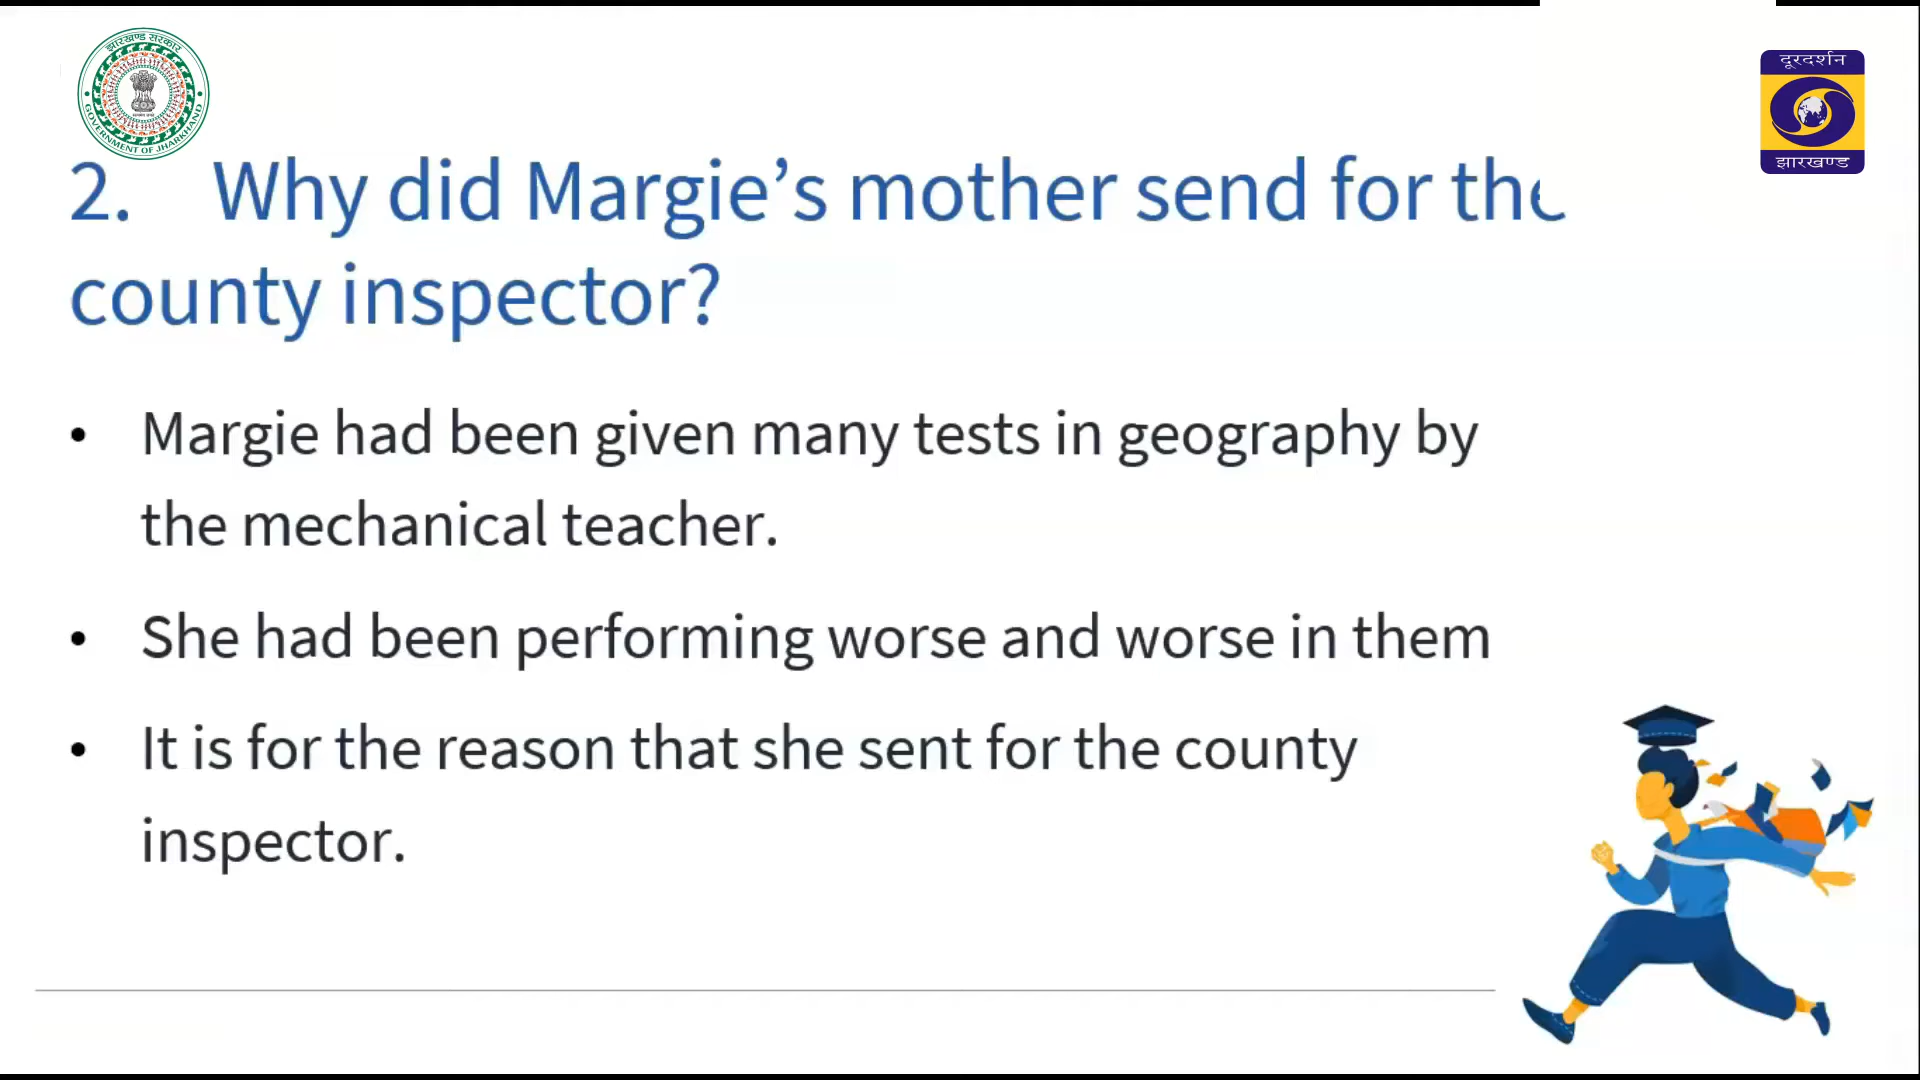 झारखण्ड सरकार
GOVERNMENT OF JHARKHAND
दूरदर्शन
झारखण्ड
2. Why did Margie’s mother send for the
county inspector?
• Margie had been given many tests in geography by
the mechanical teacher.
• She had been performing worse and worse in them
• It is for the reason that she sent for the county
inspector.